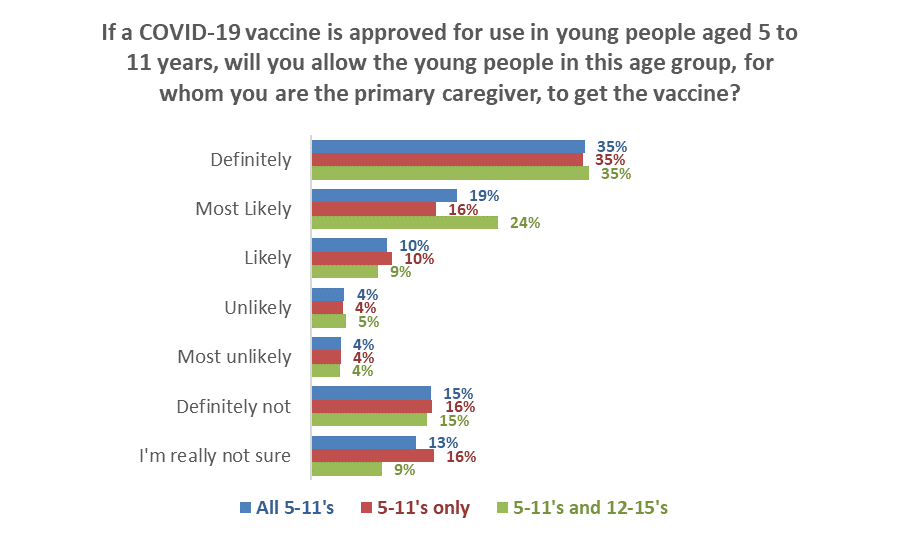 If a COVID-19 vaccine is approved for use in young people aged 5 to
11 years, will you allow the young people in this age group, for
whom you are the primary caregiver, to get the vaccine?
Definitely
35%
35%
35%
Most Likely
19%
16%
24%
Likely
10%
10%
9%
Unlikely
4%
4%
5%
Most unlikely
4%
4%
4%
Definitely not
15%
16%
15%
I'm really not sure
13%
16%
9%
All 5-11's 5-11's only 5-11's and 12-15's